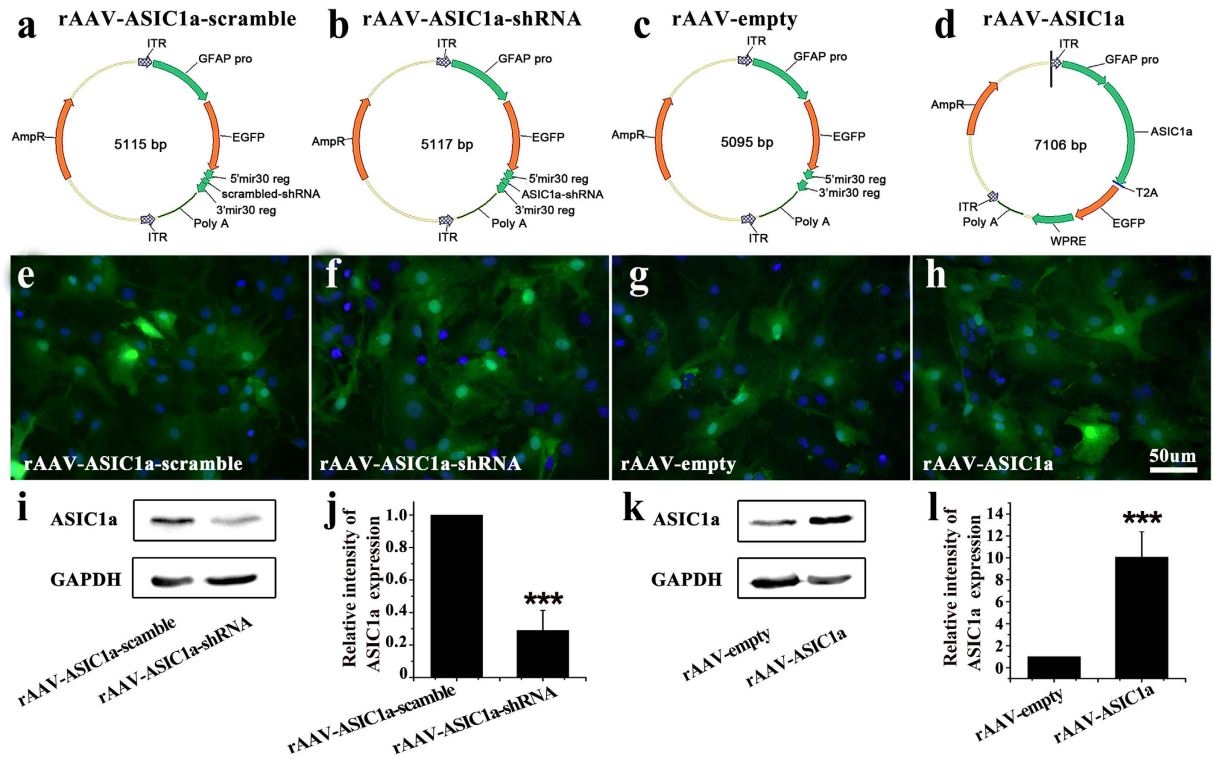 a rAAV-ASIC1a-scramble
ITR
GFAP pro
AmpR
5115 bp
EGFP
5'mir30 reg
scrambled-shRNA
3'mir30 reg
Poly A
ITR
b rAAV-ASIC1a-shRNA
ITR
GFAP pro
AmpR
5117 bp
EGFP
5'mir30 reg
ASIC1a-shRNA
3'mir30 reg
Poly A
ITR
c rAAV-empty
ITR
GFAP pro
AmpR
5095 bp
EGFP
5'mir30 reg
3'mir30 reg
Poly A
ITR
d rAAV-ASIC1a
ITR
GFAP pro
AmpR
7106 bp
ASIC1a
T2A
ITR
Poly A
EGFP
WPRE
e
rAAV-ASIC1a-scramble
f
rAAV-ASIC1a-shRNA
g
rAAV-empty
h
rAAV-ASIC1a
50um
i
ASIC1a
GAPDH
rAAV-ASIC1a-scamble
rAAV-ASIC1a-shRNA
j
Relative intensity of
ASIC1a expression
1.0
0.8
0.6
0.4
0.2
0
***
rAAV-ASIC1a-scamble
rAAV-ASIC1a-shRNA
k
ASIC1a
GAPDH
rAAV-empty
rAAV-ASIC1a
l
Relative intensity of
ASIC1a expression
14
12
10
8
6
4
2
0
***
rAAV-empty
rAAV-ASIC1a